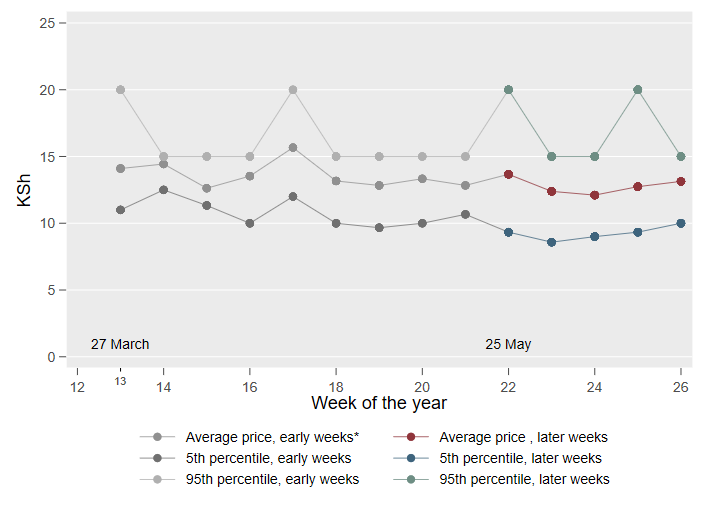 25
20
15
10
5
0
KSh
27 March
25 May
12 13 14 16 18 20 22 24 26
Week of the year
Average price, early weeks* Average price , later weeks
5th percentile, early weeks 5th percentile, later weeks
95th percentile, early weeks 95th percentile, later weeks